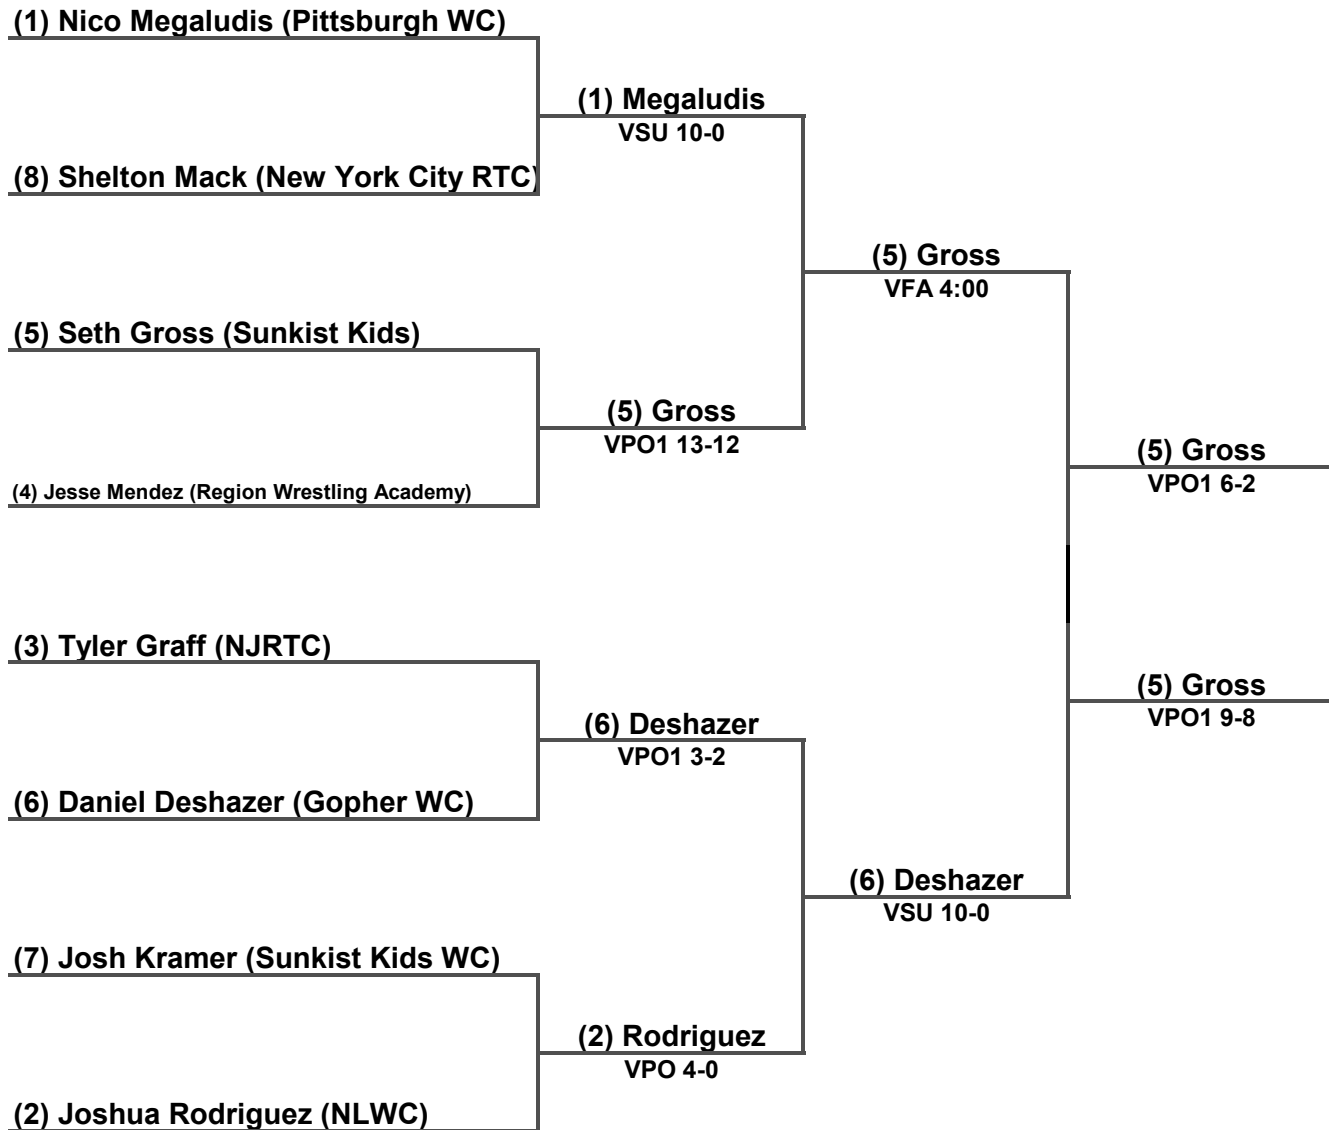 (1) Nico Megaludis (Pittsburgh WC)
(1) Megaludis
VSU 10-0
(8) Shelton Mack (New York City RTC)
(5) Gross
VFA 4:00
(5) Seth Gross (Sunkist Kids)
(5) Gross
VPO1 13-12
(5) Gross
VPO1 6-2
(4) Jesse Mendez (Region Wrestling Academy)
(3) Tyler Graff (NJRTC)
(5) Gross
VPO1 9-8
(6) Deshazer
VPO1 3-2
(6) Daniel Deshazer (Gopher WC)
(6) Deshazer
VSU 10-0
(7) Josh Kramer (Sunkist Kids WC)
(2) Rodriguez
VPO 4-0
(2) Joshua Rodriguez (NLWC)